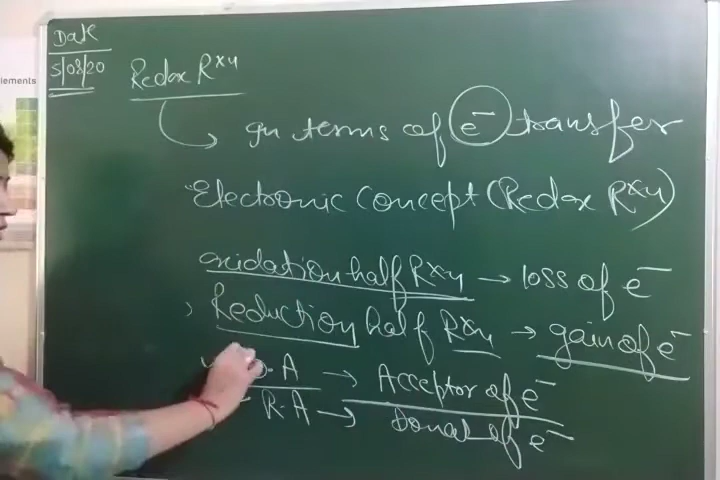 Date
5/08/20
lements
Redox Rxn
In terms of e⁻ transfer
Electronic Concept (Redox Rxn)
oxidation half Rxn → loss of e⁻
Reduction half Rxn → gain of e⁻
O.A → Acceptor of e⁻
R.A → Donar of e⁻